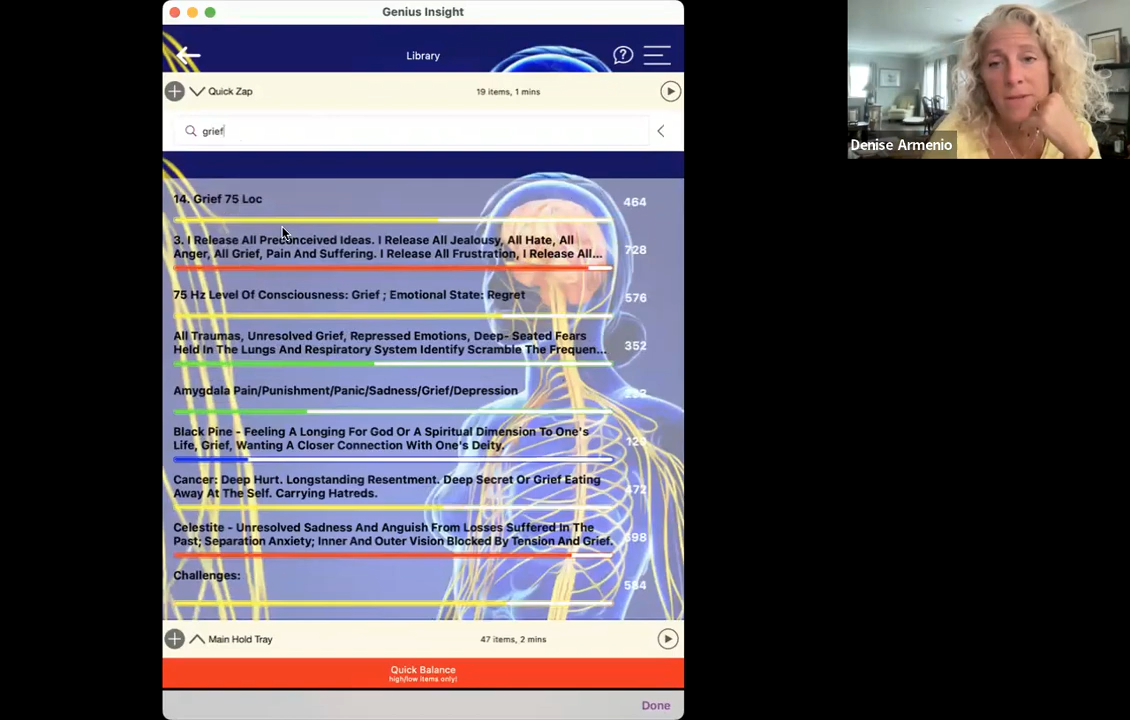 Genius Insight
Library
Quick Zap
19 items, 1 mins
grief
14. Grief 75 Loc
464
3. I Release All Preconceived Ideas. I Release All Jealousy, All Hate, All
Anger, All Grief, Pain And Suffering. I Release All Frustration, I Release All...
728
75 Hz Level Of Consciousness: Grief ; Emotional State: Regret
576
All Traumas, Unresolved Grief, Repressed Emotions, Deep- Seated Fears
Held In The Lungs And Respiratory System Identify Scramble The Frequen...
352
Amygdala Pain/Punishment/Panic/Sadness/Grief/Depression
Black Pine - Feeling A Longing For God Or A Spiritual Dimension To One's
Life, Grief, Wanting A Closer Connection With One's Deity.
Cancer: Deep Hurt. Longstanding Resentment. Deep Secret Or Grief Eating
Away At The Self. Carrying Hatreds.
472
Celestite - Unresolved Sadness And Anguish From Losses Suffered In The
Past; Separation Anxiety; Inner And Outer Vision Blocked By Tension And Grief.
Challenges:
584
Main Hold Tray
47 items, 2 mins
Quick Balance
high/low items only!
Done
Denise Armenio